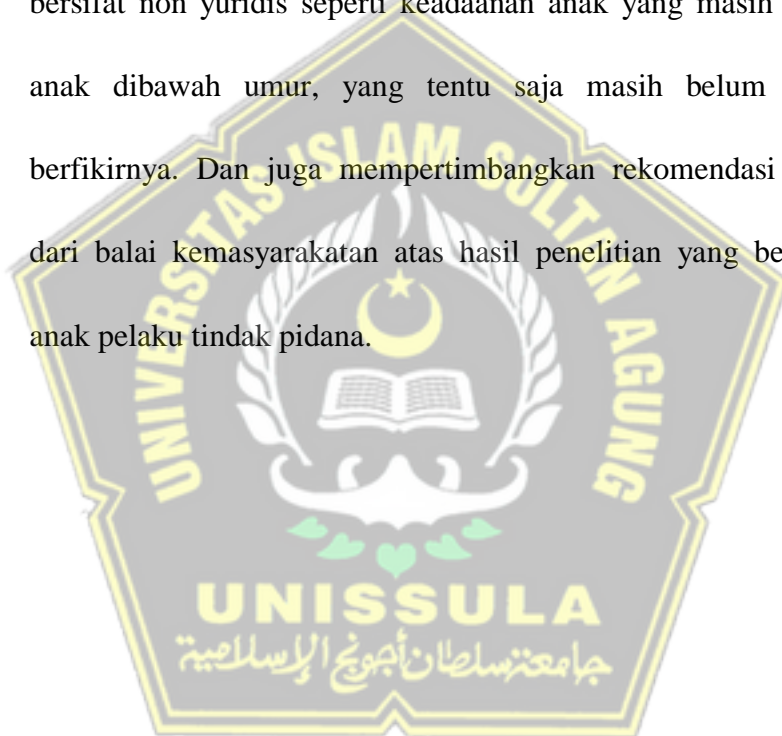 bersifat non yuridis seperti keadaanan anak yang masih
anak dibawah umur, yang tentu saja masih belum
berfikirnya. Dan juga mempertimbangkan rekomendasi
dari balai kemasyarakatan atas hasil penelitian yang be
anak pelaku tindak pidana.
UNIVERSITAS ISLAM SULTAN AGUNG
UNISSULA
جامعة سلطان أجونج الإسلامية